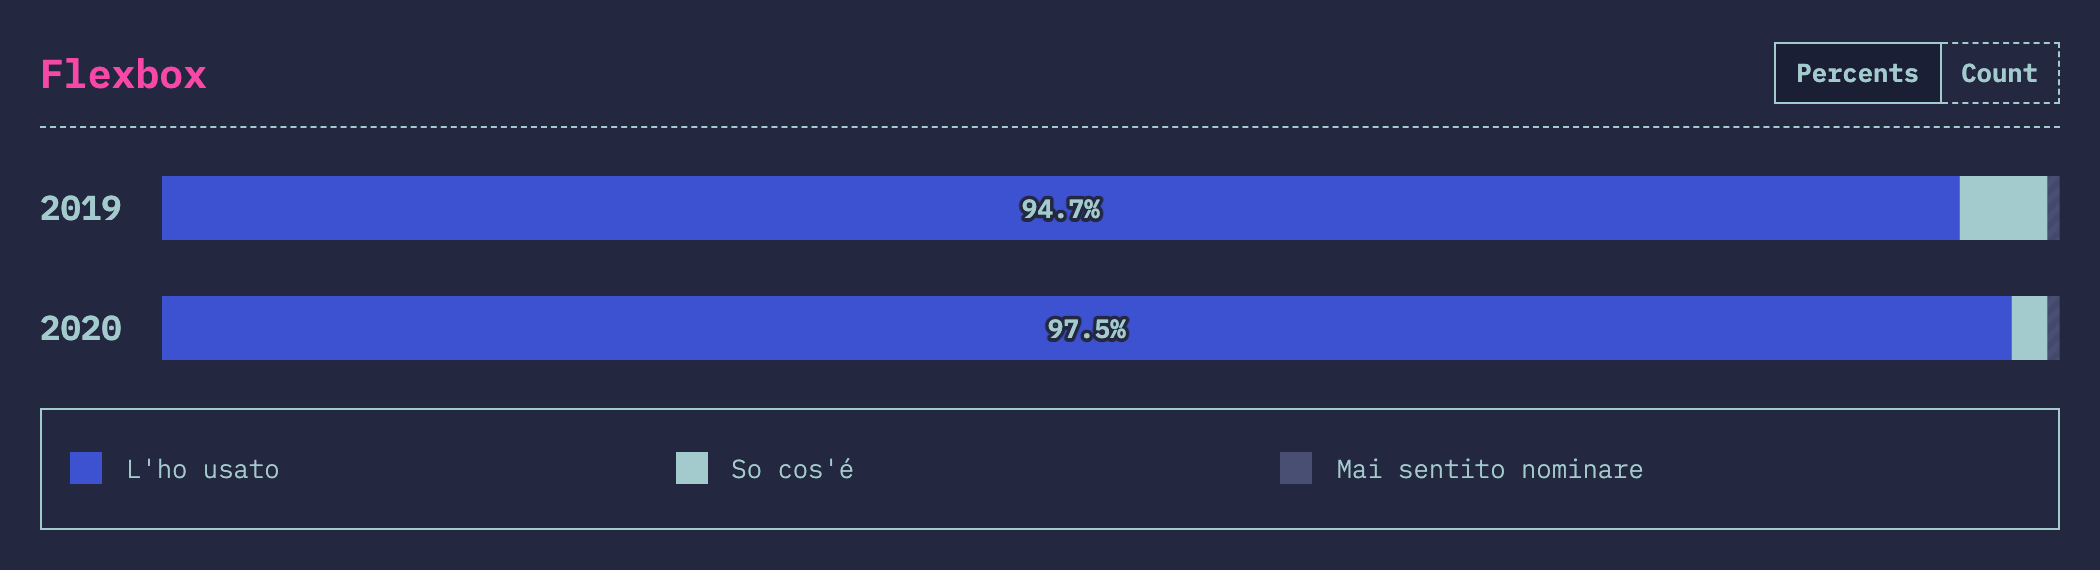 Flexbox
Percents Count
2019 94.7%
2020 97.5%
L'ho usato So cos'é Mai sentito nominare